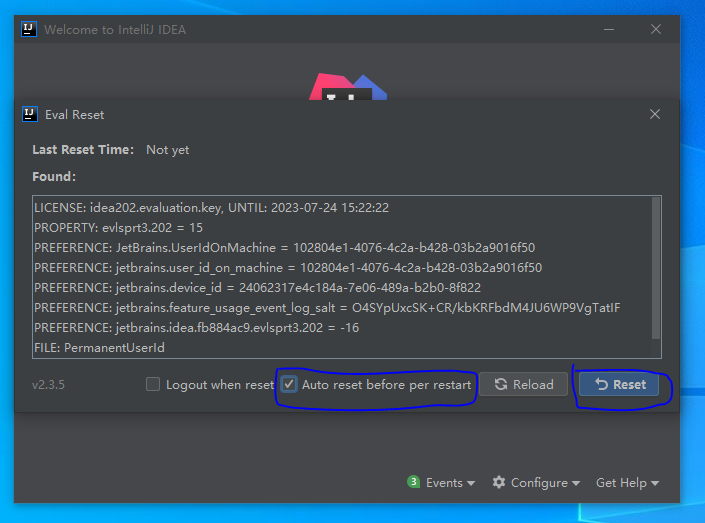 Welcome to IntelliJ IDEA
Eval Reset
Last Reset Time: Not yet
Found:
LICENSE: idea202.evaluation.key, UNTIL: 2023-07-24 15:22:22
PROPERTY: evlsprt3.202 = 15
PREFERENCE: JetBrains.UserIdOnMachine = 102804e1-4076-4c2a-b428-03b2a9016f50
PREFERENCE: jetbrains.user_id_on_machine = 102804e1-4076-4c2a-b428-03b2a9016f50
PREFERENCE: jetbrains.device_id = 24062317e4c184a-7e06-489a-b2b0-8f822
PREFERENCE: jetbrains.feature_usage_event_log_salt = O4SYpUxcSK+CR/kbKRFbdM4JU6WP9VgTatIF
PREFERENCE: jetbrains.idea.fb884ac9.evlsprt3.202 = -16
FILE: PermanentUserId
v2.3.5 Logout when reset Auto reset before per restart Reload Reset
3 Events Configure Get Help